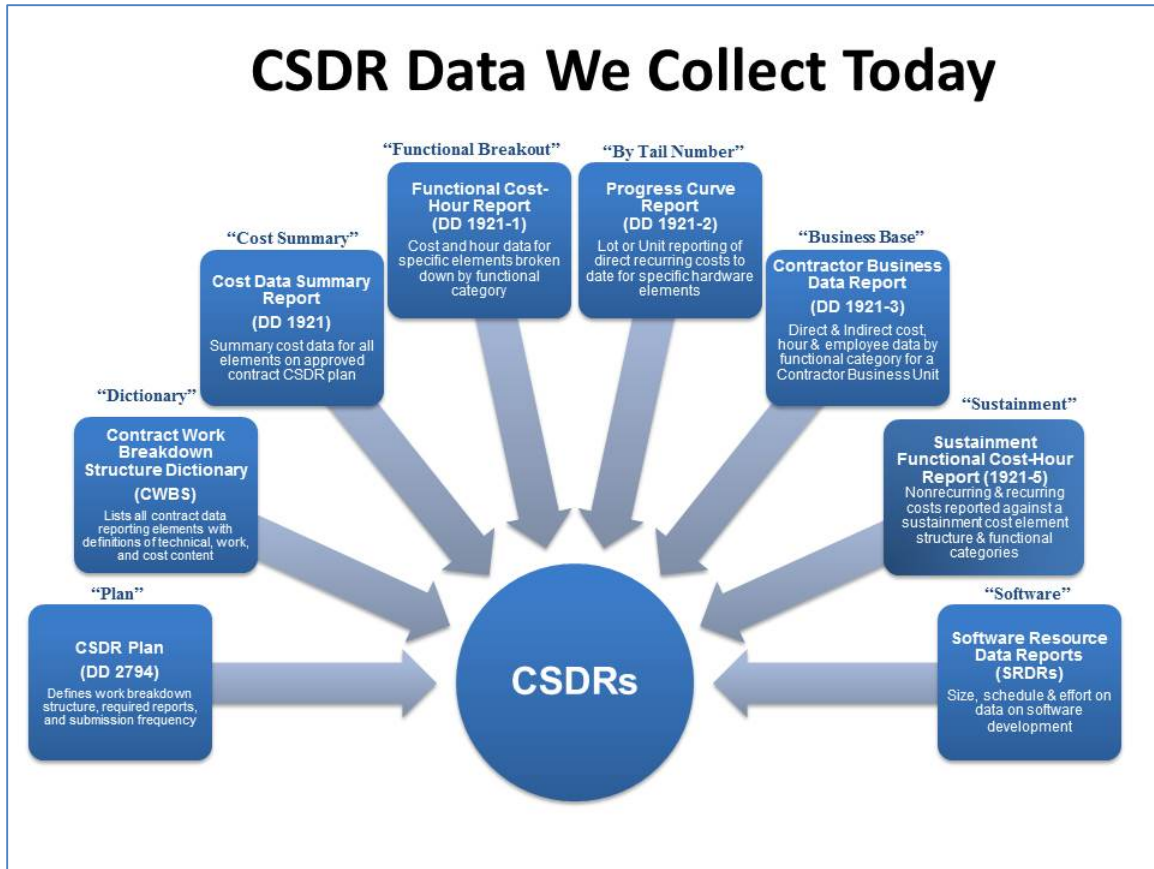 CSDR Data We Collect Today
“Functional Breakout”
Functional Cost-
Hour Report
(DD 1921-1)
Cost and hour data for
specific elements broken
down by functional
category
“By Tail Number”
Progress Curve
Report
(DD 1921-2)
Lot or Unit reporting of
direct recurring costs to
date for specific hardware
elements
“Cost Summary”
Cost Data Summary
Report
(DD 1921)
Summary cost data for all
elements on approved
contract CSDR plan
“Business Base”
Contractor Business
Data Report
(DD 1921-3)
Direct & Indirect cost,
hour & employee data by
functional category for a
Contractor Business Unit
“Dictionary”
Contract Work
Breakdown
Structure Dictionary
(CWBS)
Lists all contract data
reporting elements with
definitions of technical, work,
and cost content
“Sustainment”
Sustainment
Functional Cost-Hour
Report (1921-5)
Nonrecurring & recurring
costs reported against a
sustainment cost element
structure & functional
categories
“Plan”
CSDR Plan
(DD 2794)
Defines work breakdown
structure, required reports,
and submission frequency
CSDRs
“Software”
Software Resource
Data Reports
(SRDRs)
Size, schedule & effort on
data on software
development